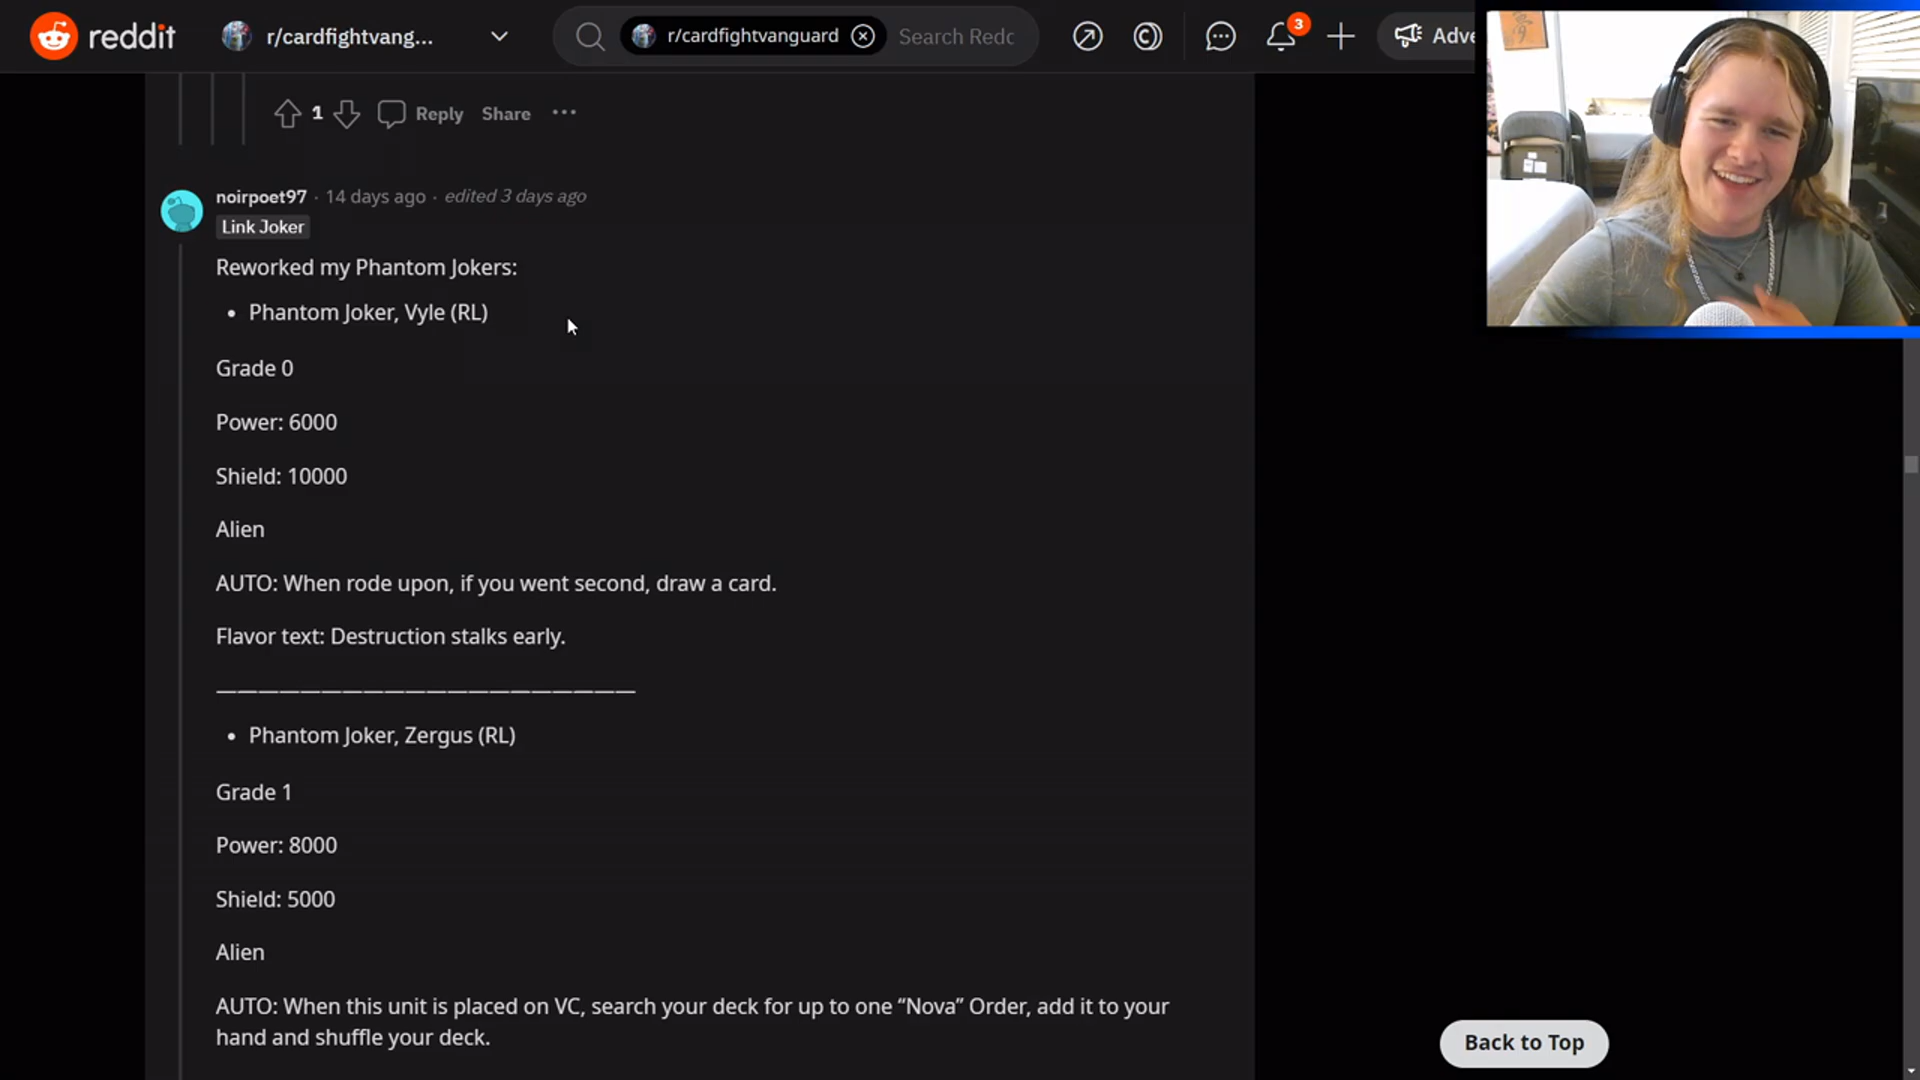 reddit
r/cardfightvang...
r/cardfightvanguard
Search Redc
3
Adve
1
Reply
Share
noirpoet97 · 14 days ago · edited 3 days ago
Link Joker
Reworked my Phantom Jokers:
• Phantom Joker, Vyle (RL)
Grade 0
Power: 6000
Shield: 10000
Alien
AUTO: When rode upon, if you went second, draw a card.
Flavor text: Destruction stalks early.
————————————————————
• Phantom Joker, Zergus (RL)
Grade 1
Power: 8000
Shield: 5000
Alien
AUTO: When this unit is placed on VC, search your deck for up to one “Nova” Order, add it to your
hand and shuffle your deck.
Back to Top